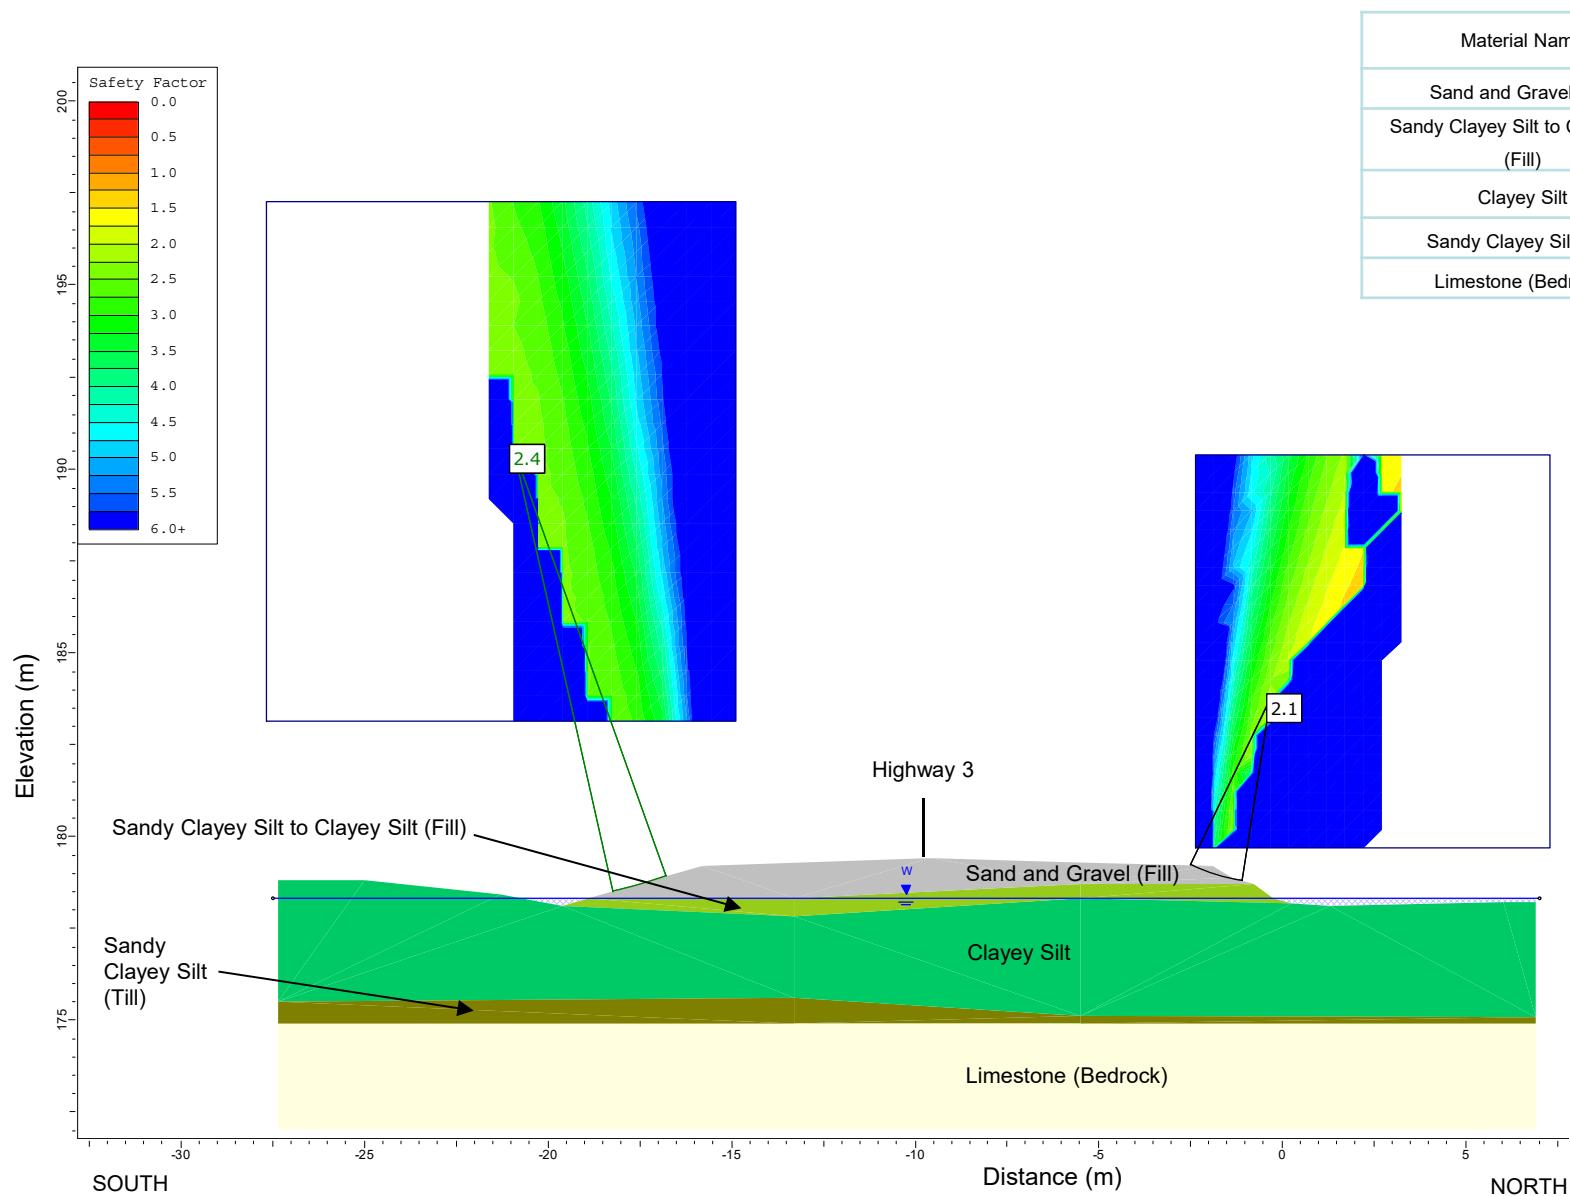 Material Nam
Sand and Gravel
Sandy Clayey Silt to C
(Fill)
Clayey Silt
Sandy Clayey Sil
Limestone (Bedr
Safety Factor
0.0
0.5
1.0
1.5
2.0
2.5
3.0
3.5
4.0
4.5
5.0
5.5
6.0+
200
195
190
185
180
175
Elevation (m)
2.4
2.1
Highway 3
Sandy Clayey Silt to Clayey Silt (Fill)
W
Sand and Gravel (Fill)
Sandy
Clayey Silt
(Till)
Clayey Silt
Limestone (Bedrock)
-30
-25
-20
-15
-10
-5
0
5
SOUTH
Distance (m)
NORTH